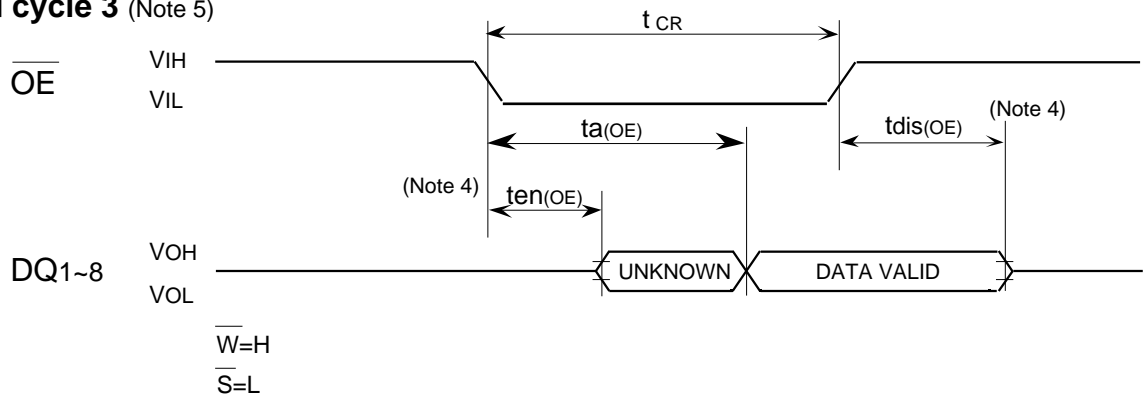 cycle 3 (Note 5)
t CR
OE
VIH
VIL
(Note 4)
ta(OE)
tdis(OE)
(Note 4)
ten(OE)
DQ1~8
VOH
UNKNOWN
DATA VALID
VOL
W=H
S=L